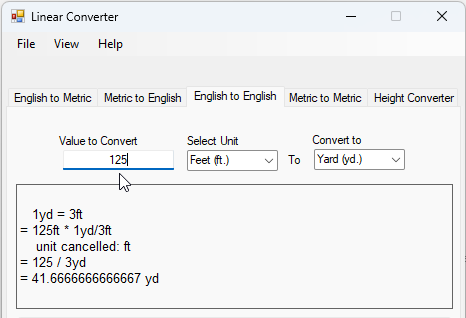 Linear Converter
File View Help
English to Metric Metric to English English to English Metric to Metric Height Converter
Value to Convert Select Unit Convert to
125 Feet (ft.) To Yard (yd.)
1yd = 3ft
= 125ft * 1yd/3ft
unit cancelled: ft
= 125 / 3yd
= 41.6666666666667 yd